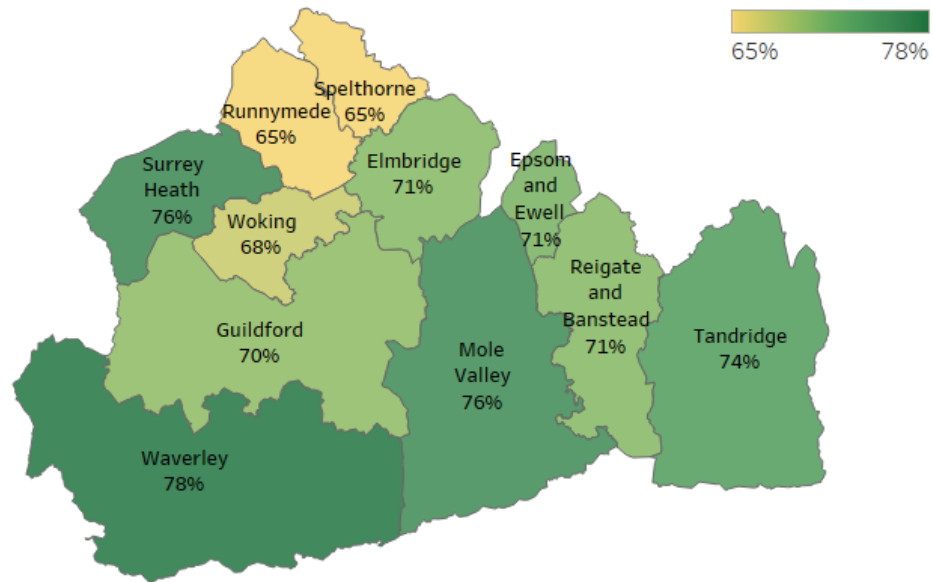 65%
78%
Spelthorne
65%
Runnymede
65%
Surrey
Heath
76%
Elmbridge
71%
Epsom
and
Ewell
71%
Woking
68%
Reigate
and
Banstead
71%
Guildford
70%
Mole
Valley
76%
Tandridge
74%
Waverley
78%